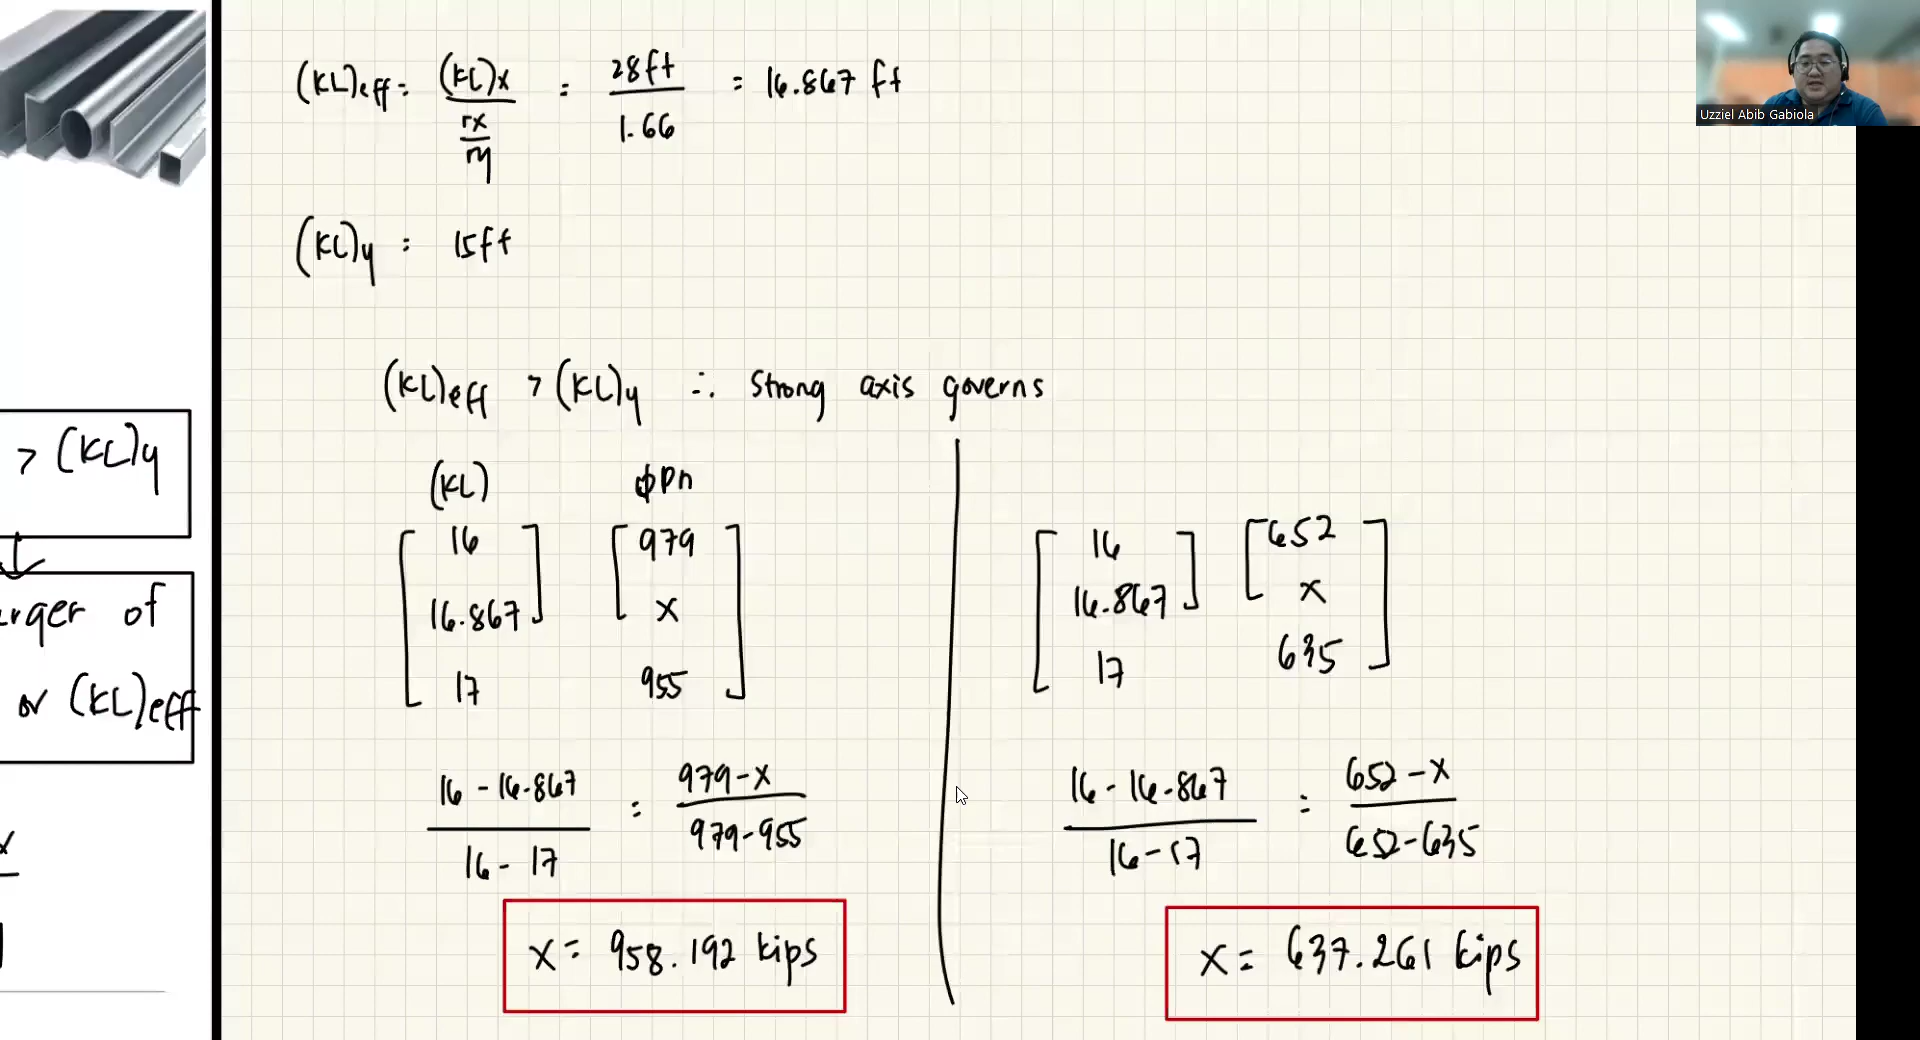 (KL)eff = (KL)x / (rx/ry) = 28ft / 1.66 = 16.867 ft
(KL)y = 15ft
(KL)eff > (KL)y ∴ Strong axis governs
(KL) φPn
[16 16.867 17] [979 x 955]
(16 - 16.867) / (16 - 17) = (979 - x) / (979 - 955)
x = 958.192 kips
[16 16.867 17] [652 x 635]
(16 - 16.867) / (16 - 17) = (652 - x) / (652 - 635)
x = 637.261 kips
> (KL)y
of
or (KL)eff
Uzziel Abib Gabiola